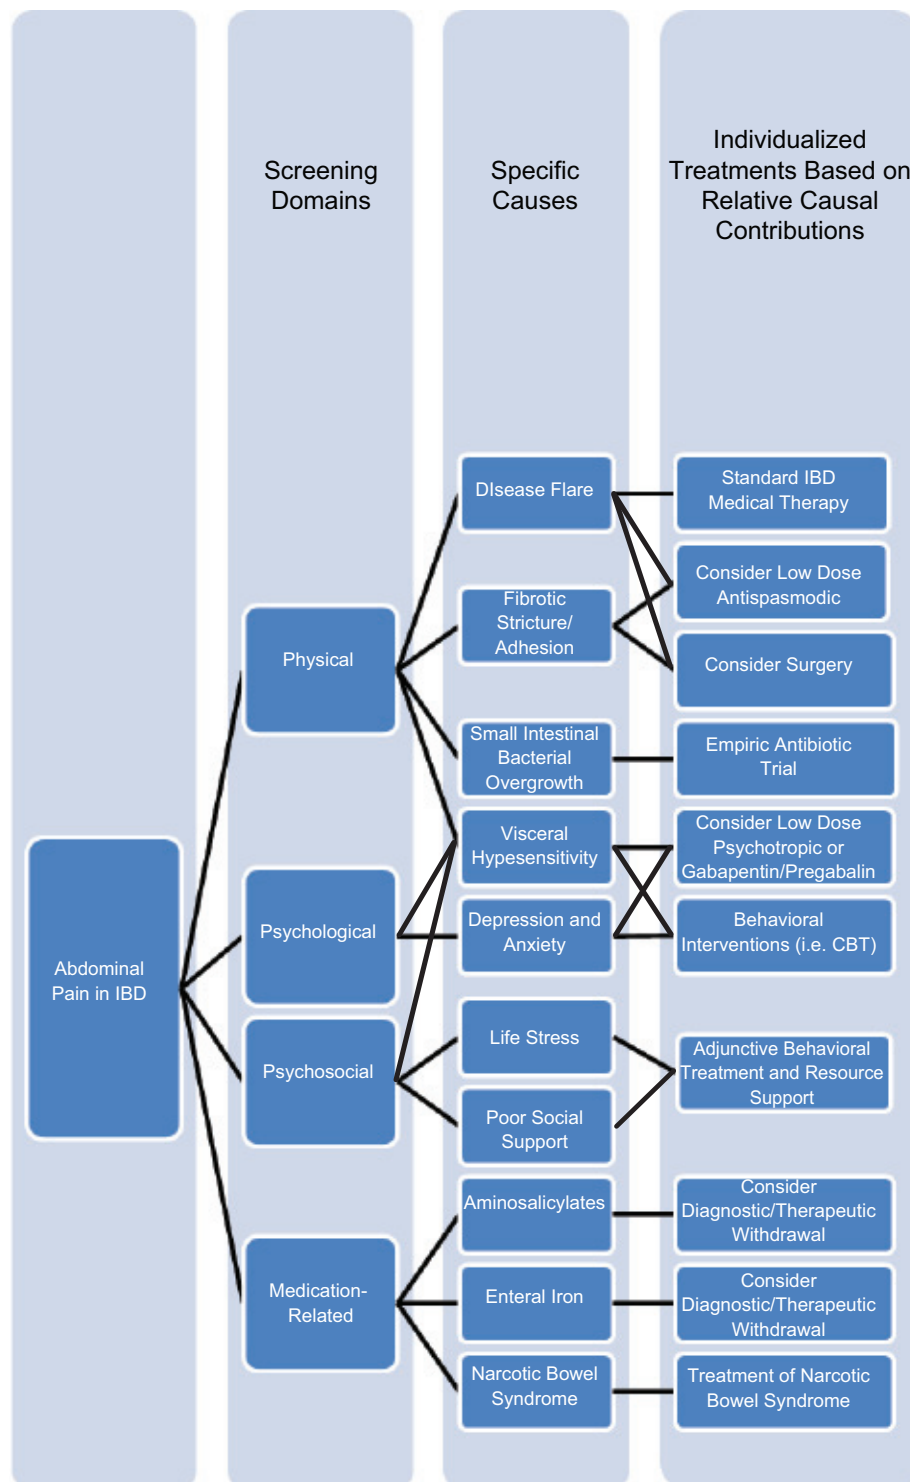 Screening
Domains
Specific
Causes
Individualized
Treatments Based on
Relative Causal
Contributions
Abdominal
Pain in IBD
Physical
Psychological
Psychosocial
Medication-
Related
DIsease Flare
Fibrotic
Stricture/
Adhesion
Small Intestinal
Bacterial
Overgrowth
Visceral
Hypesensitivity
Depression and
Anxiety
Life Stress
Poor Social
Support
Aminosalicylates
Enteral Iron
Narcotic Bowel
Syndrome
Standard IBD
Medical Therapy
Consider Low Dose
Antispasmodic
Consider Surgery
Empiric Antibiotic
Trial
Consider Low Dose
Psychotropic or
Gabapentin/Pregabalin
Behavioral
Interventions (i.e. CBT)
Adjunctive Behavioral
Treatment and Resource
Support
Consider
Diagnostic/Therapeutic
Withdrawal
Consider
Diagnostic/Therapeutic
Withdrawal
Treatment of Narcotic
Bowel Syndrome